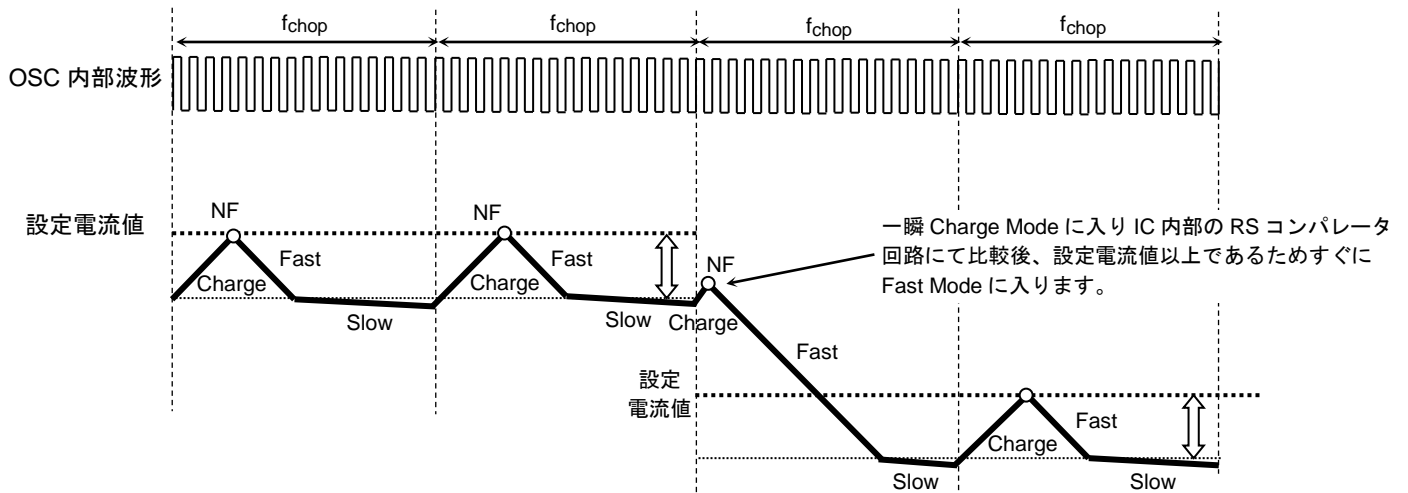 fchop
fchop
fchop
fchop
OSC 内部波形
設定電流値
NF
NF
NF
一瞬 Charge Mode に入り IC 内部の RS コンパレータ
回路にて比較後、設定電流値以上であるためすぐに
Fast Mode に入ります。
Fast
Fast
Charge
Charge
Slow
Slow
Charge
Fast
設定
電流値
Fast
Charge
Slow
Slow